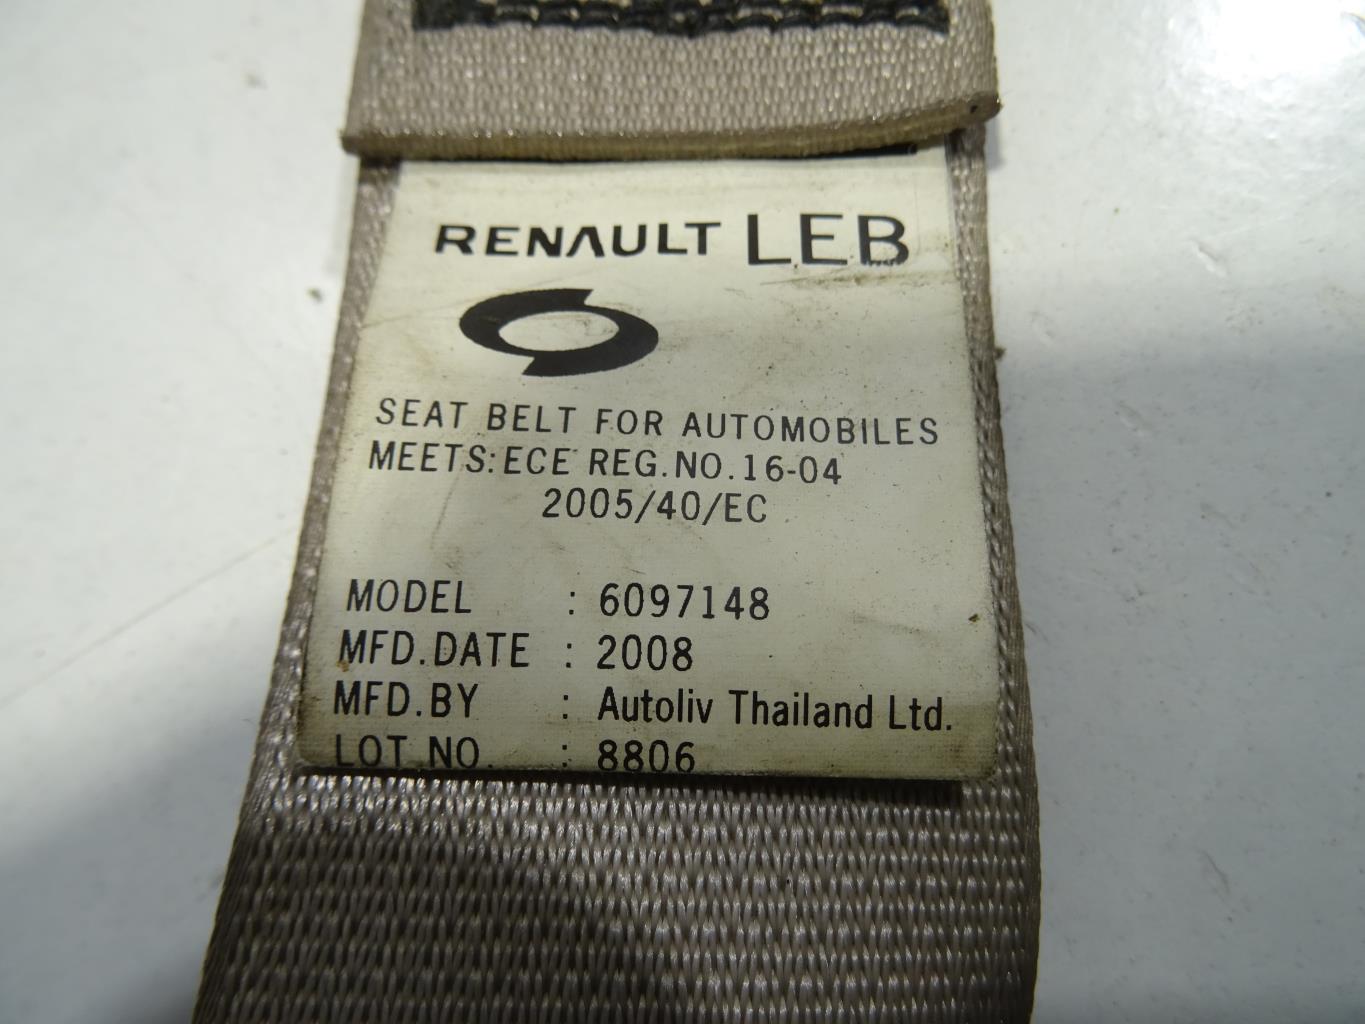 RENAULT LEB
SEAT BELT FOR AUTOMOBILES
MEETS: ECE REG.NO.16-04
2005/40/EC
MODEL : 6097148
MFD.DATE : 2008
MFD.BY : Autoliv Thailand Ltd.
LOT NO. : 8806